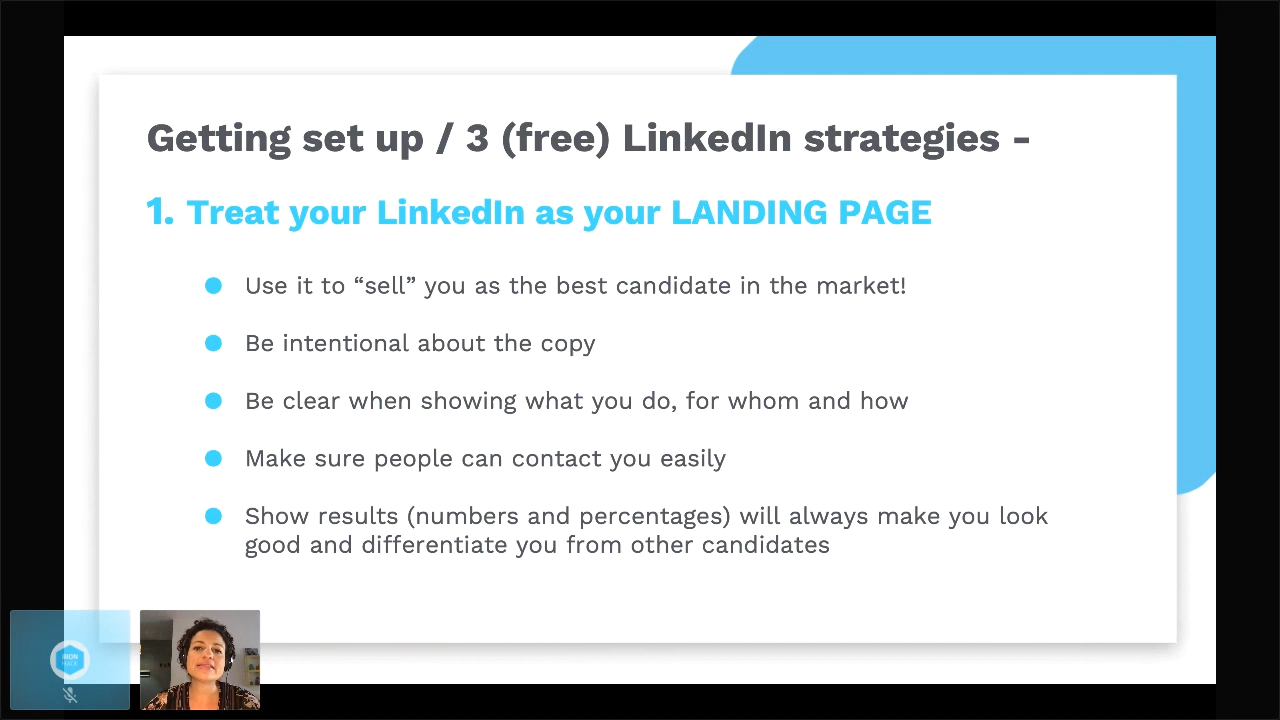 Getting set up / 3 (free) LinkedIn strategies -
1. Treat your LinkedIn as your LANDING PAGE
Use it to “sell” you as the best candidate in the market!
Be intentional about the copy
Be clear when showing what you do, for whom and how
Make sure people can contact you easily
Show results (numbers and percentages) will always make you look
good and differentiate you from other candidates
IRON
HACK